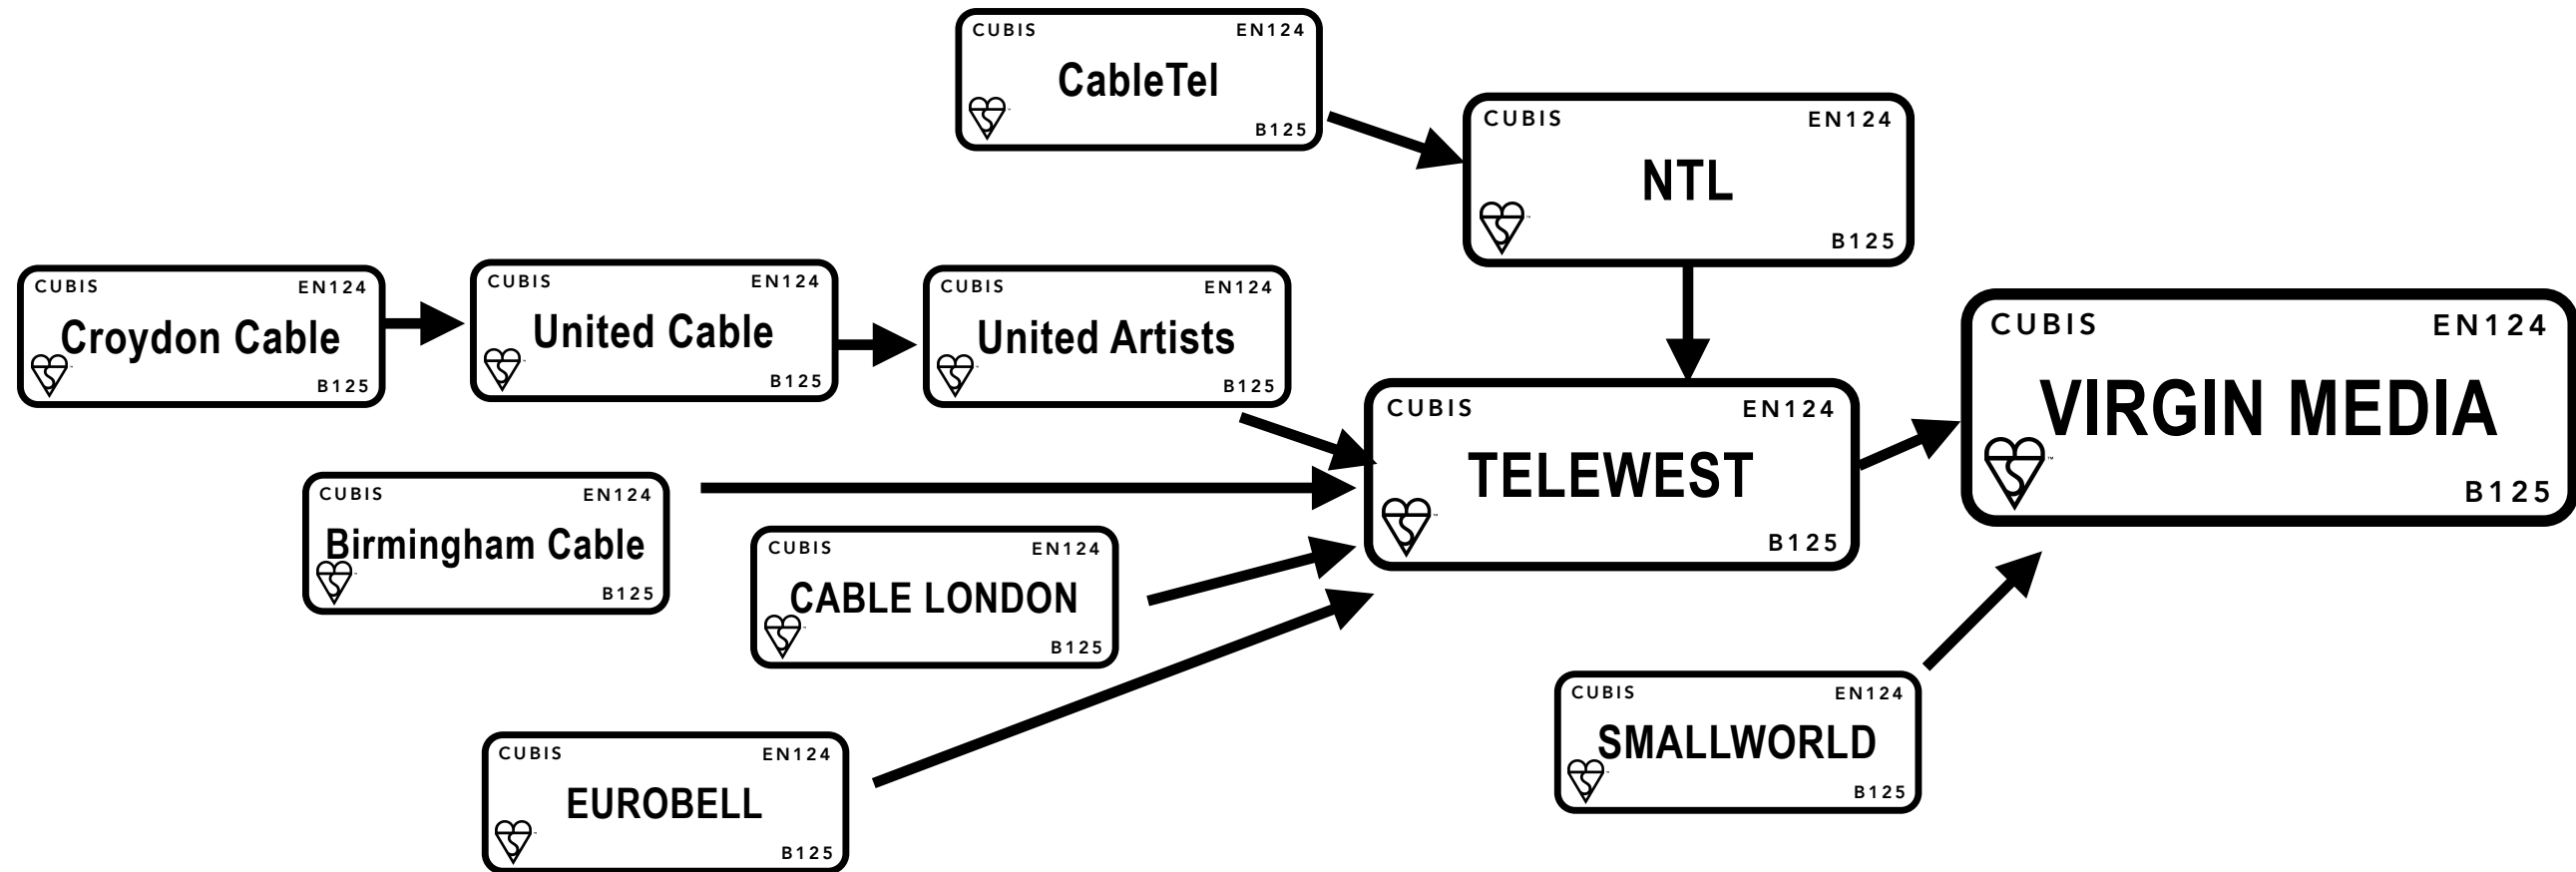 CUBIS EN124
CableTel
B125
CUBIS EN124
NTL
B125
CUBIS EN124
Croydon Cable
B125
CUBIS EN124
United Cable
B125
CUBIS EN124
United Artists
B125
CUBIS EN124
VIRGIN MEDIA
B125
CUBIS EN124
TELEWEST
B125
CUBIS EN124
Birmingham Cable
B125
CUBIS EN124
CABLE LONDON
B125
CUBIS EN124
SMALLWORLD
B125
CUBIS EN124
EUROBELL
B125